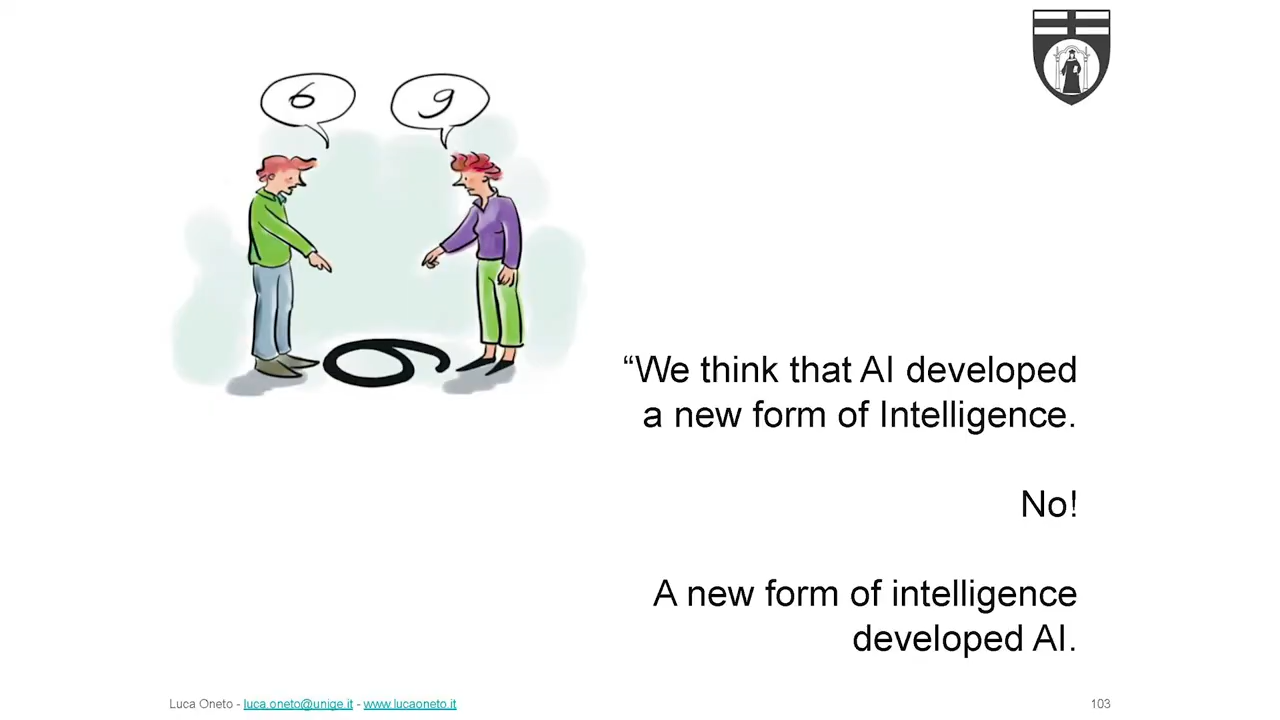 6
9
6
“We think that AI developed
a new form of Intelligence.
No!
A new form of intelligence
developed AI.
Luca Oneto - luca.oneto@unige.it - www.lucaoneto.it
103